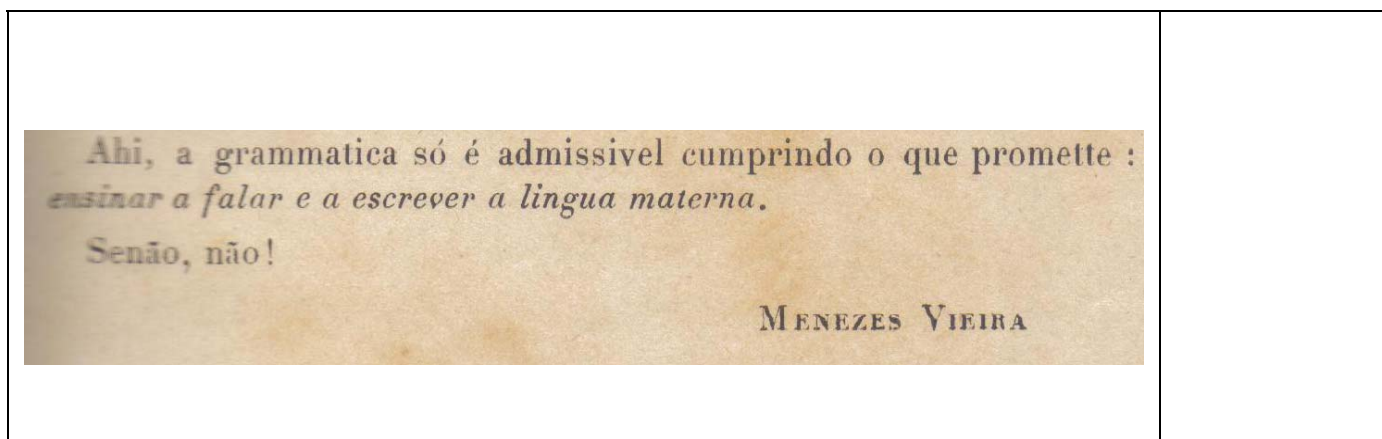 Ahi, a grammatica só é admissivel cumprindo o que promette :
ensinar a falar e a escrever a lingua materna.
Senão, não!
MENEZES VIEIRA